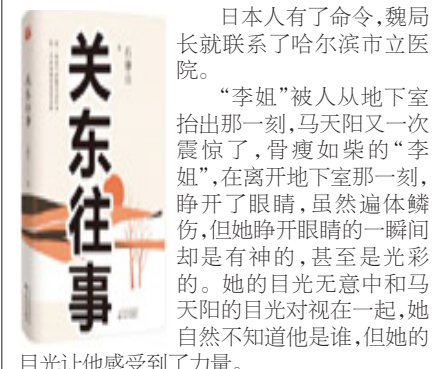 关东往事
日本人有了命令,魏局
长就联系了哈尔滨市立医
院。
“李姐”被人从地下室
抬出那一刻,马天阳又一次
震惊了,骨瘦如柴的“李
姐”,在离开地下室那一刻,
睁开了眼睛,虽然遍体鳞
伤,但她睁开眼睛的一瞬间
却是有神的,甚至是光彩
的。她的目光无意中和马
天阳的目光对视在一起,她
自然不知道他是谁,但她的
目光让他感受到了力量。